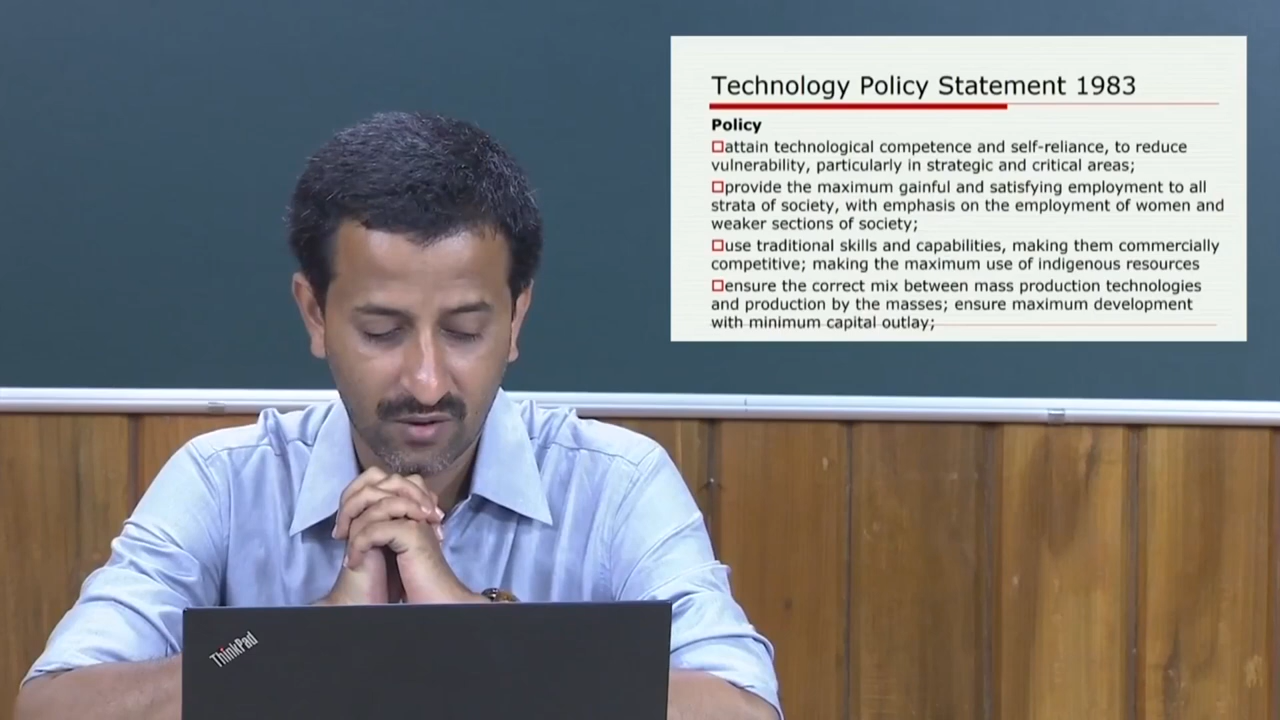 Technology Policy Statement 1983
Policy
attain technological competence and self-reliance, to reduce
vulnerability, particularly in strategic and critical areas;
provide the maximum gainful and satisfying employment to all
strata of society, with emphasis on the employment of women and
weaker sections of society;
use traditional skills and capabilities, making them commercially
competitive; making the maximum use of indigenous resources
ensure the correct mix between mass production technologies
and production by the masses; ensure maximum development
with minimum capital outlay;
ThinkPad